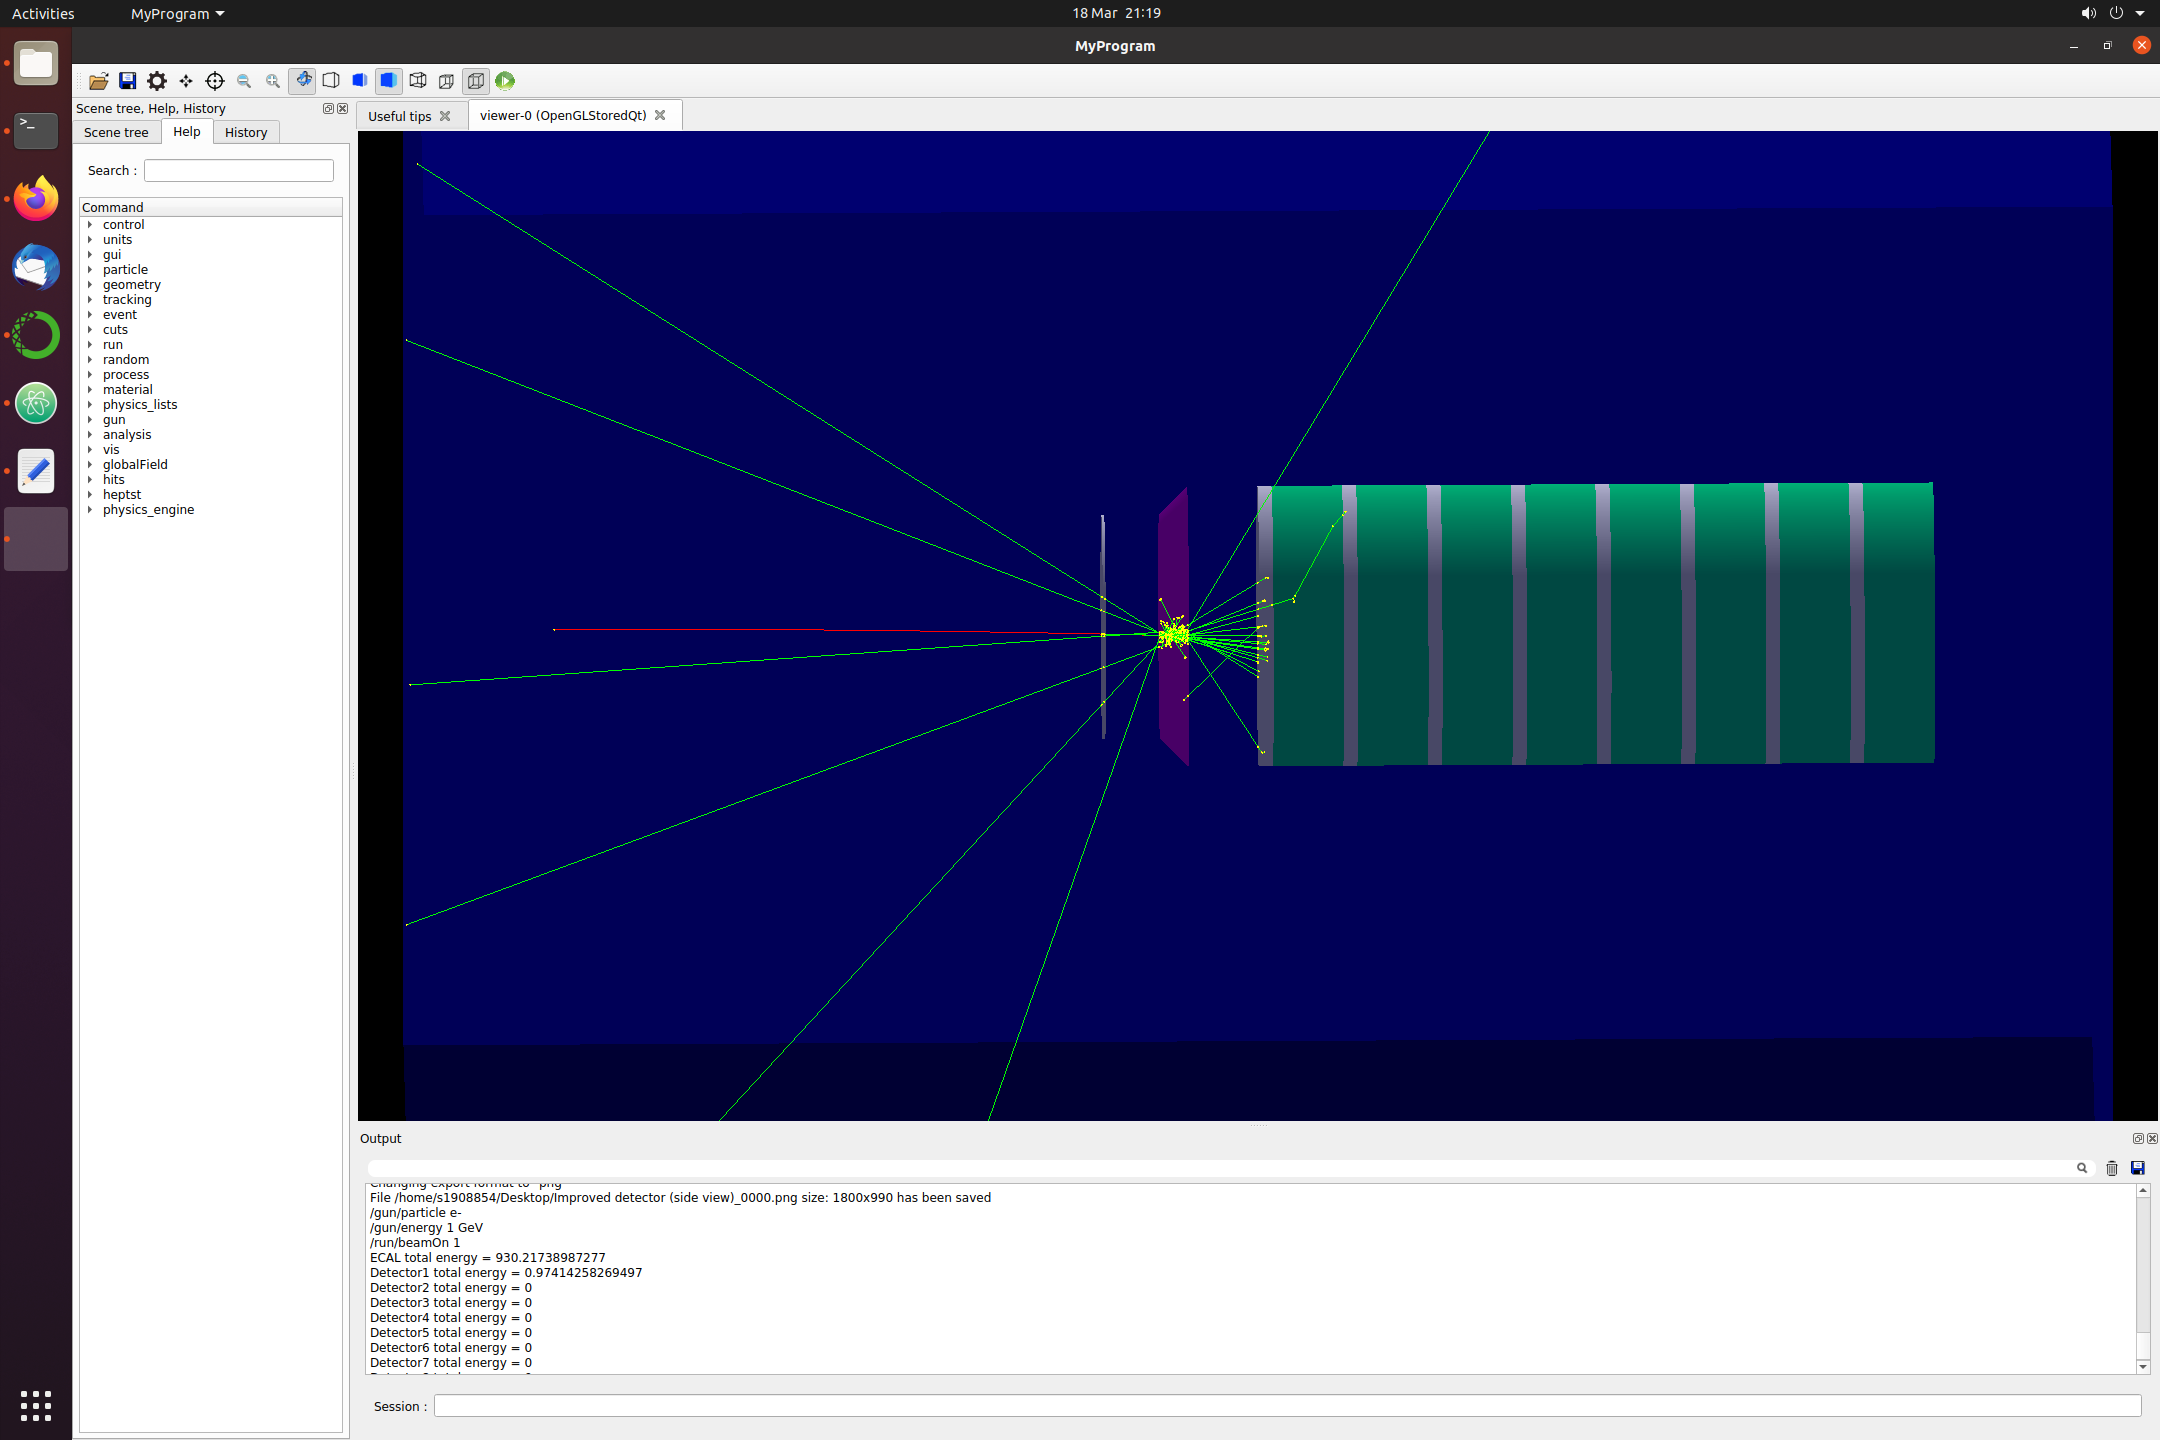 Activities
MyProgram
18 Mar 21:19
MyProgram
Scene tree, Help, History
Scene tree
Help
History
Search :
Command
control
units
gui
particle
geometry
tracking
event
cuts
run
random
process
material
physics_lists
gun
analysis
vis
globalField
hits
heptst
physics_engine
Useful tips
viewer-0 (OpenGLStoredQt)
Output
Changing export format to "png"
File /home/s1908854/Desktop/Improved detector (side view)_0000.png size: 1800x990 has been saved
/gun/particle e-
/gun/energy 1 GeV
/run/beamOn 1
ECAL total energy = 930.21738987277
Detector1 total energy = 0.97414258269497
Detector2 total energy = 0
Detector3 total energy = 0
Detector4 total energy = 0
Detector5 total energy = 0
Detector6 total energy = 0
Detector7 total energy = 0
Session :